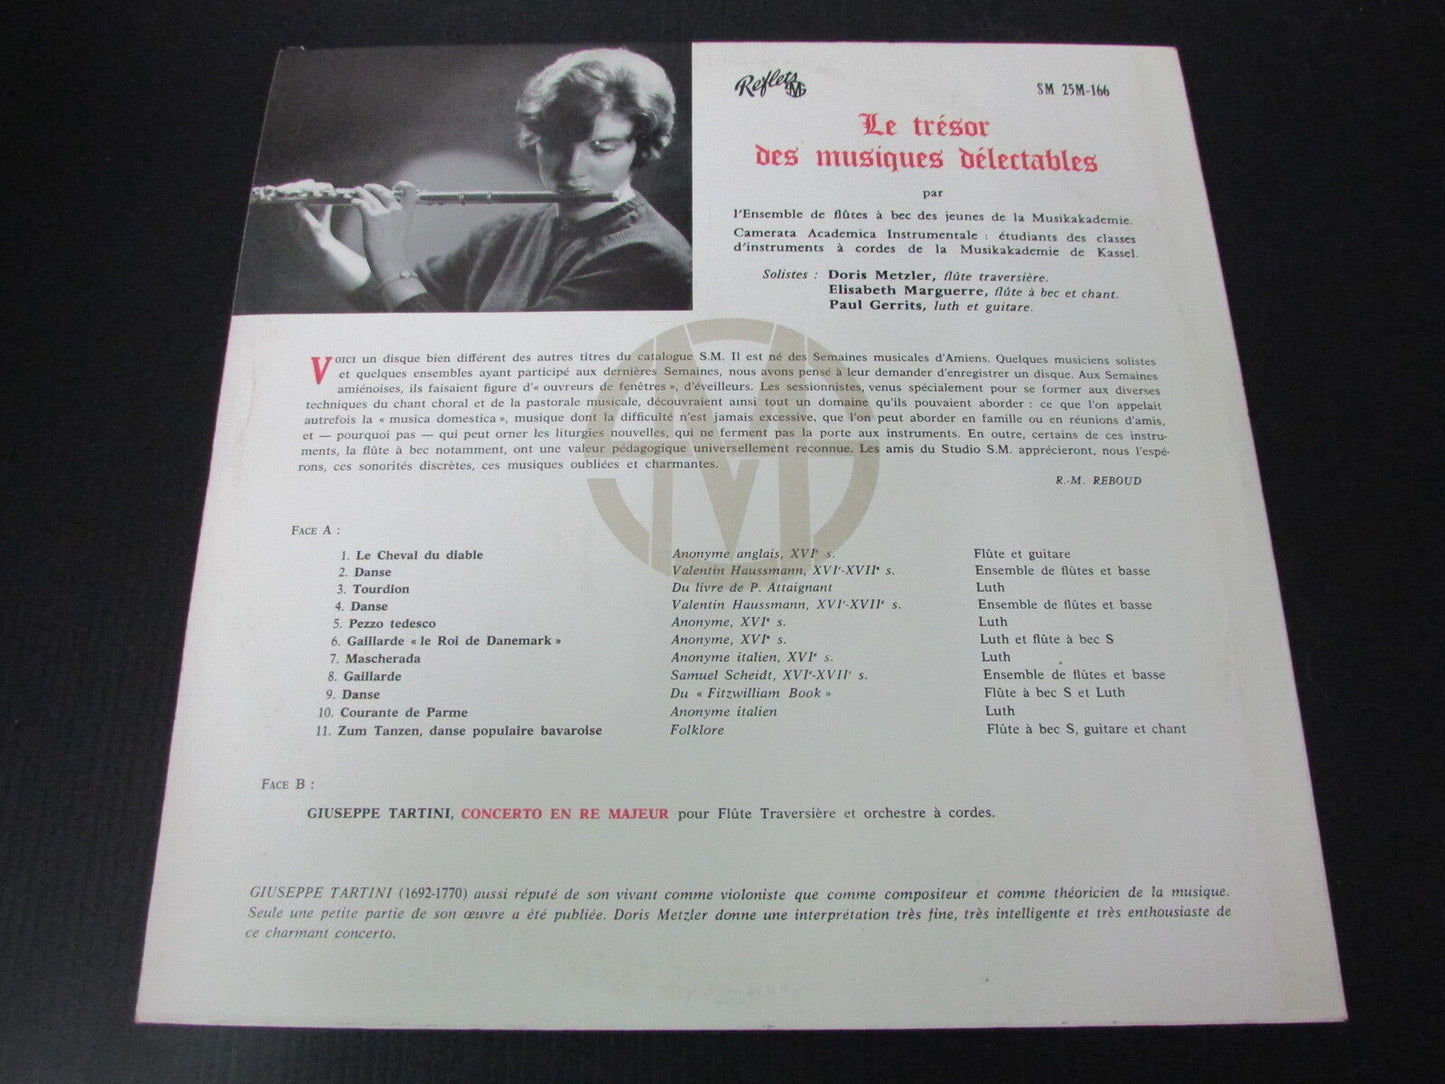 Reflets SM
SM 25M-166
Le trésor
des musiques délectables
par
l'Ensemble de flûtes à bec des jeunes de la Musikakademie.
Camerata Academica Instrumentale : étudiants des classes
d'instruments à cordes de la Musikakademie de Kassel.
Solistes : Doris Metzler, flûte traversière.
Elisabeth Marguerre, flûte à bec et chant.
Paul Gerrits, luth et guitare.
VOICI un disque bien différent des autres titres du catalogue S.M. Il est né des Semaines musicales d'Amiens. Quelques musiciens solistes
et quelques ensembles ayant participé aux dernières Semaines, nous avons pensé à leur demander d'enregistrer un disque. Aux Semaines
amiénoises, ils faisaient figure d'« ouvreurs de fenêtres », d'éveilleurs. Les sessionnistes, venus spécialement pour se former aux diverses
techniques du chant choral et de la pastorale musicale, découvraient ainsi tout un domaine qu'ils pouvaient aborder : ce que l'on appelait
autrefois la « musica domestica », musique dont la difficulté n'est jamais excessive, que l'on peut aborder en famille ou en réunions d'amis,
et — pourquoi pas — qui peut orner les liturgies nouvelles, qui ne ferment pas la porte aux instruments. En outre, certains de ces instru-
ments, la flûte à bec notamment, ont une valeur pédagogique universellement reconnue. Les amis du Studio S.M. apprécieront, nous l'espé-
rons, ces sonorités discrètes, ces musiques oubliées et charmantes.
R.-M. REBOUD
FACE A :
1. Le Cheval du diable Anonyme anglais, XVIe s. Flûte et guitare
2. Danse Valentin Haussmann, XVIe-XVIIe s. Ensemble de flûtes et basse
3. Tourdion Du livre de P. Attaignant Luth
4. Danse Valentin Haussmann, XVIe-XVIIe s. Ensemble de flûtes et basse
5. Pezzo tedesco Anonyme, XVIe s. Luth
6. Gaillarde « le Roi de Danemark » Anonyme, XVIe s. Luth et flûte à bec S
7. Mascherada Anonyme italien, XVIe s. Luth
8. Gaillarde Samuel Scheidt, XVIe-XVIIe s. Ensemble de flûtes et basse
9. Danse Du « Fitzwilliam Book » Flûte à bec S et Luth
10. Courante de Parme Anonyme italien Luth
11. Zum Tanzen, danse populaire bavaroise Folklore Flûte à bec S, guitare et chant
FACE B :
GIUSEPPE TARTINI, CONCERTO EN RE MAJEUR pour Flûte Traversière et orchestre à cordes.
GIUSEPPE TARTINI (1692-1770) aussi réputé de son vivant comme violoniste que comme compositeur et comme théoricien de la musique.
Seule une petite partie de son œuvre a été publiée. Doris Metzler donne une interprétation très fine, très intelligente et très enthousiaste de
ce charmant concerto.